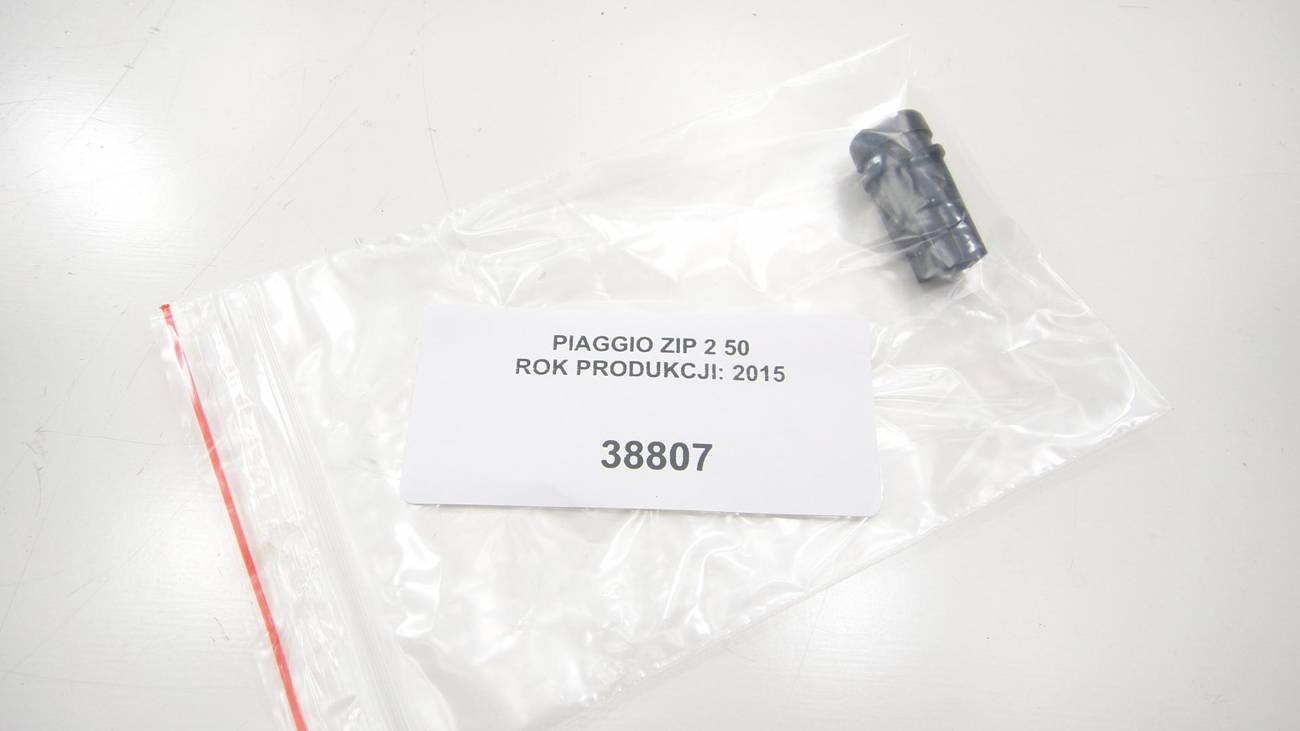 PIAGGIO ZIP 2 50
ROK PRODUKCJI: 2015
38807